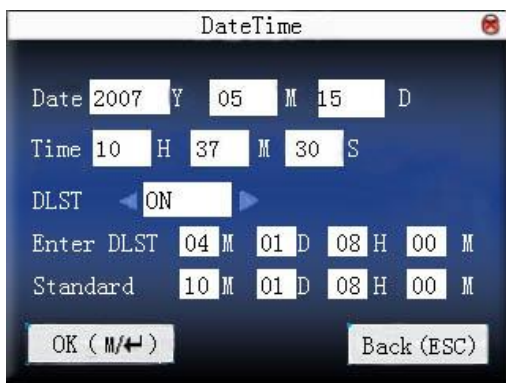 DateTime
Date 2007 Y 05 M 15 D
Time 10 H 37 M 30 S
DLST ON
Enter DLST 04 M 01 D 08 H 00 M
Standard 10 M 01 D 08 H 00 M
OK (M/↵) Back(ESC)